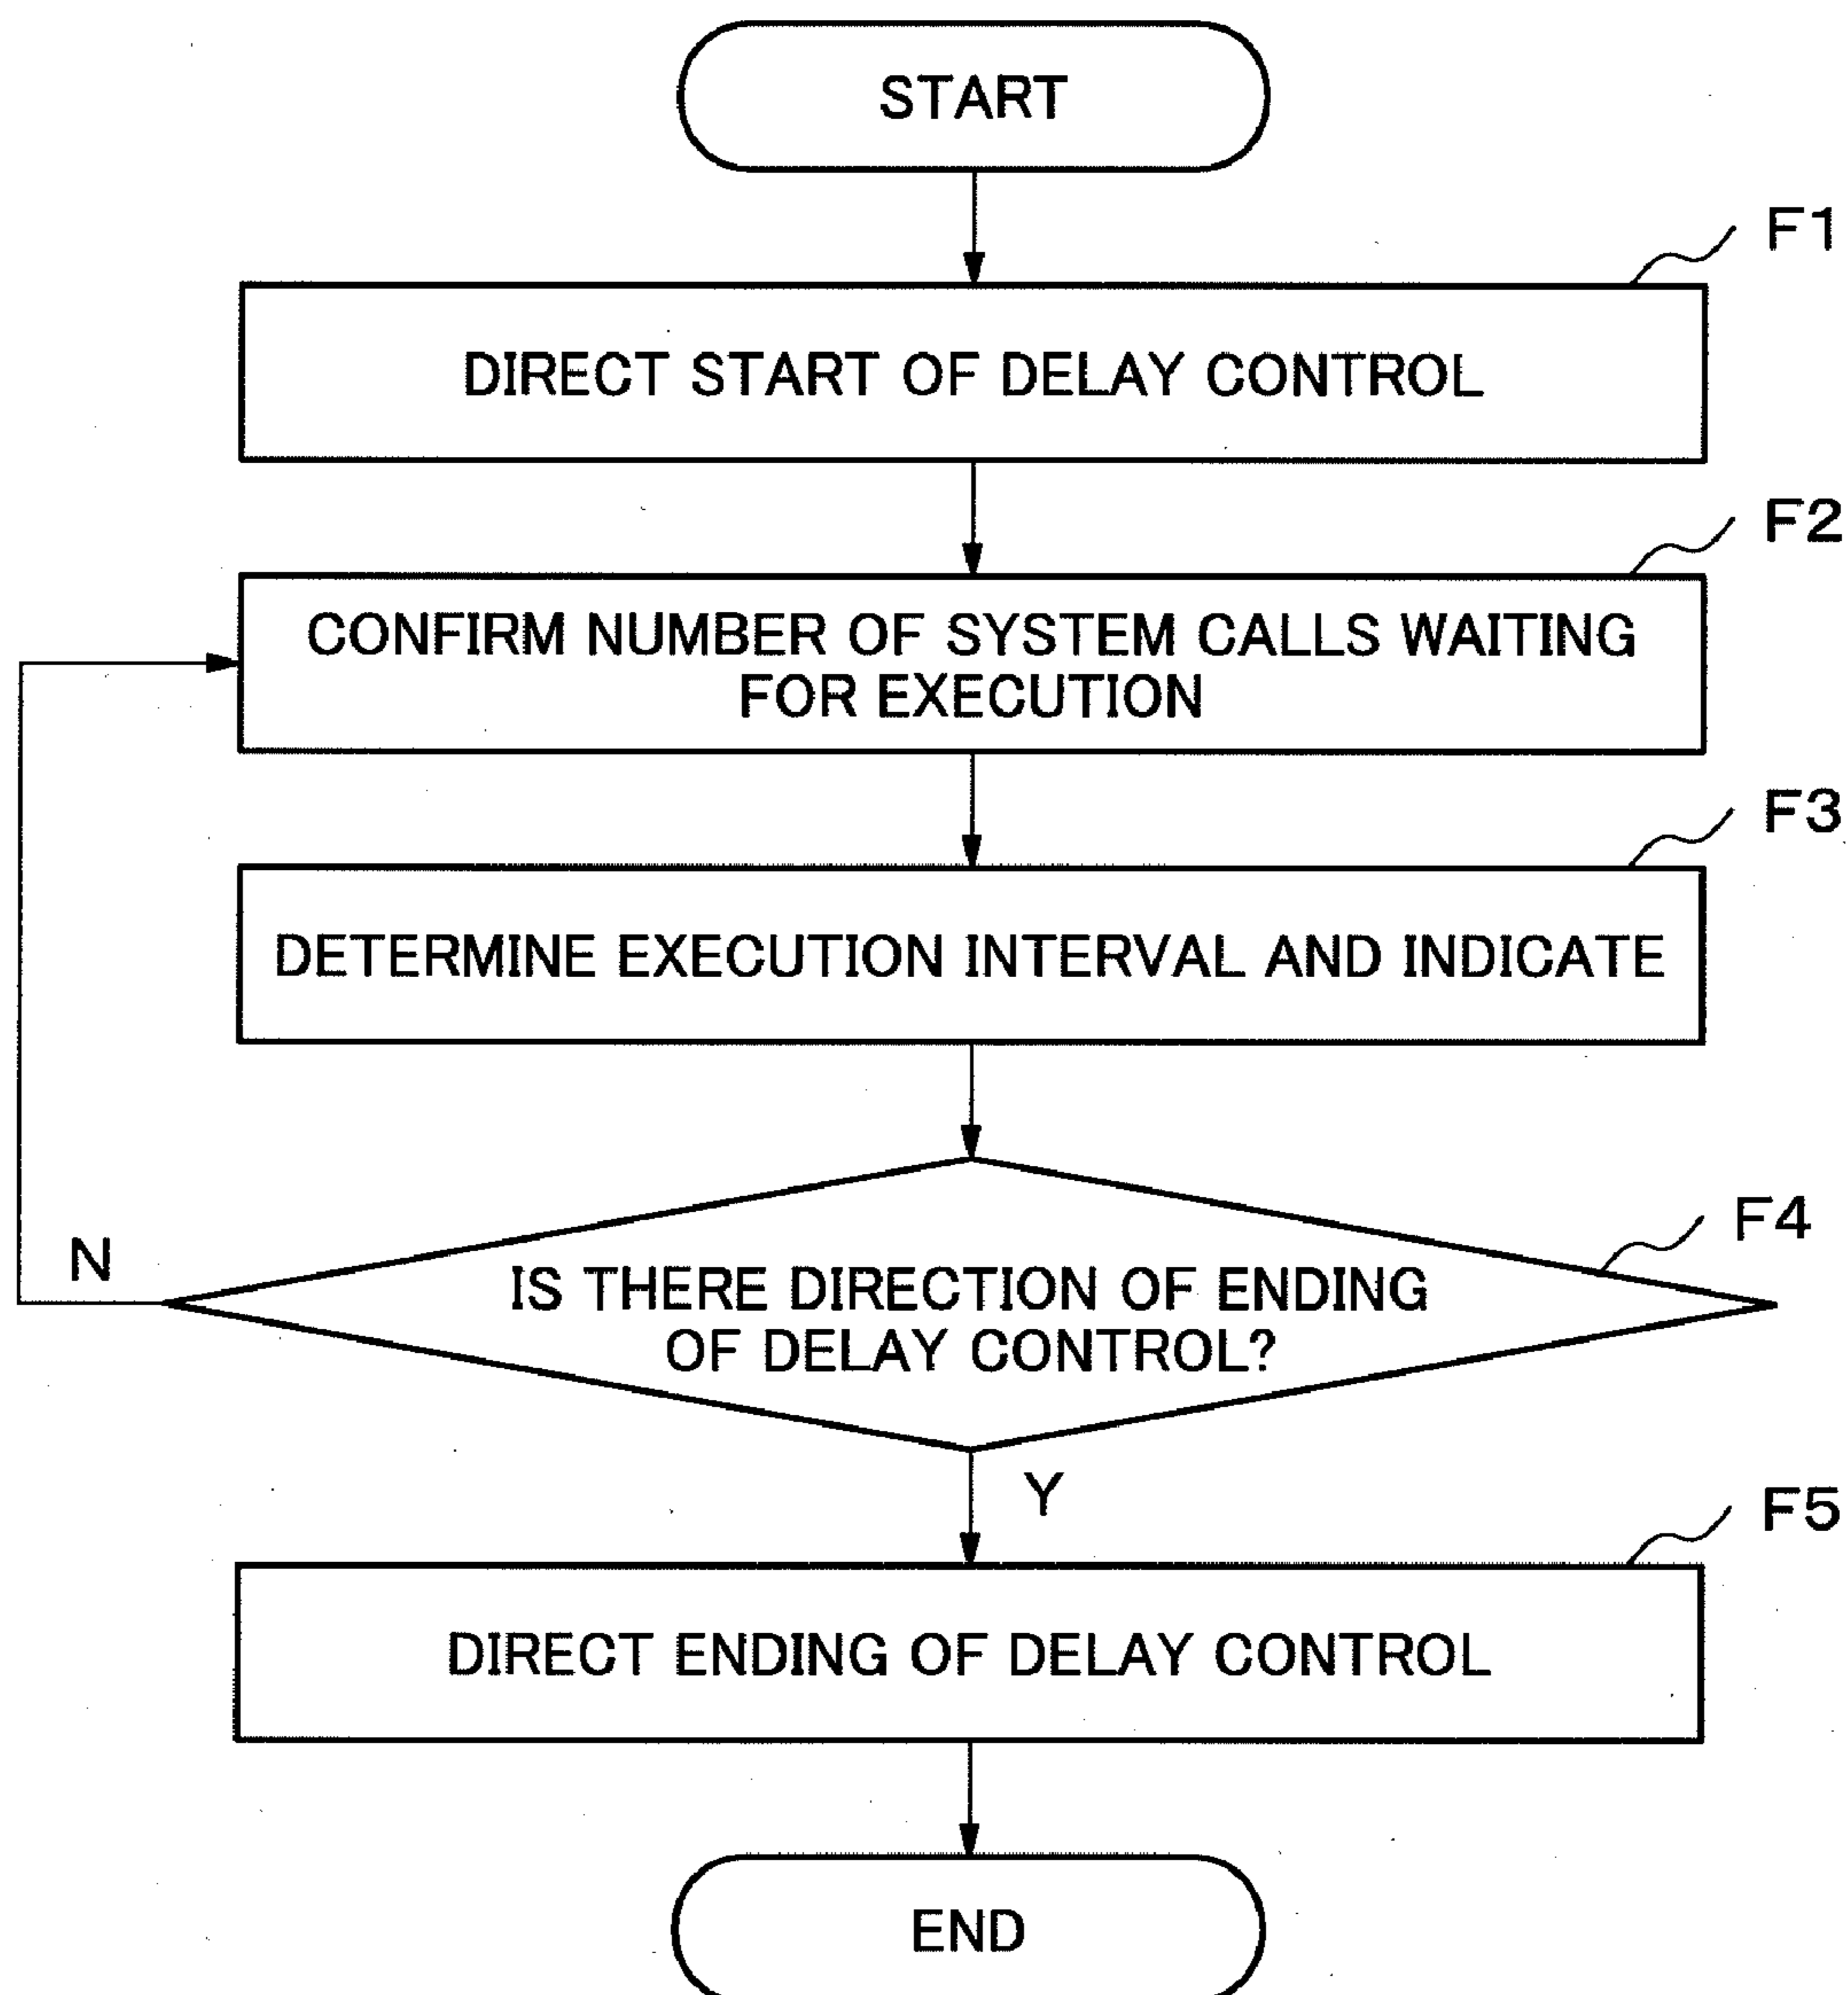 START
F1
DIRECT START OF DELAY CONTROL
F2
CONFIRM NUMBER OF SYSTEM CALLS WAITING
FOR EXECUTION
F3
DETERMINE EXECUTION INTERVAL AND INDICATE
F4
N
IS THERE DIRECTION OF ENDING
OF DELAY CONTROL?
Y
F5
DIRECT ENDING OF DELAY CONTROL
END